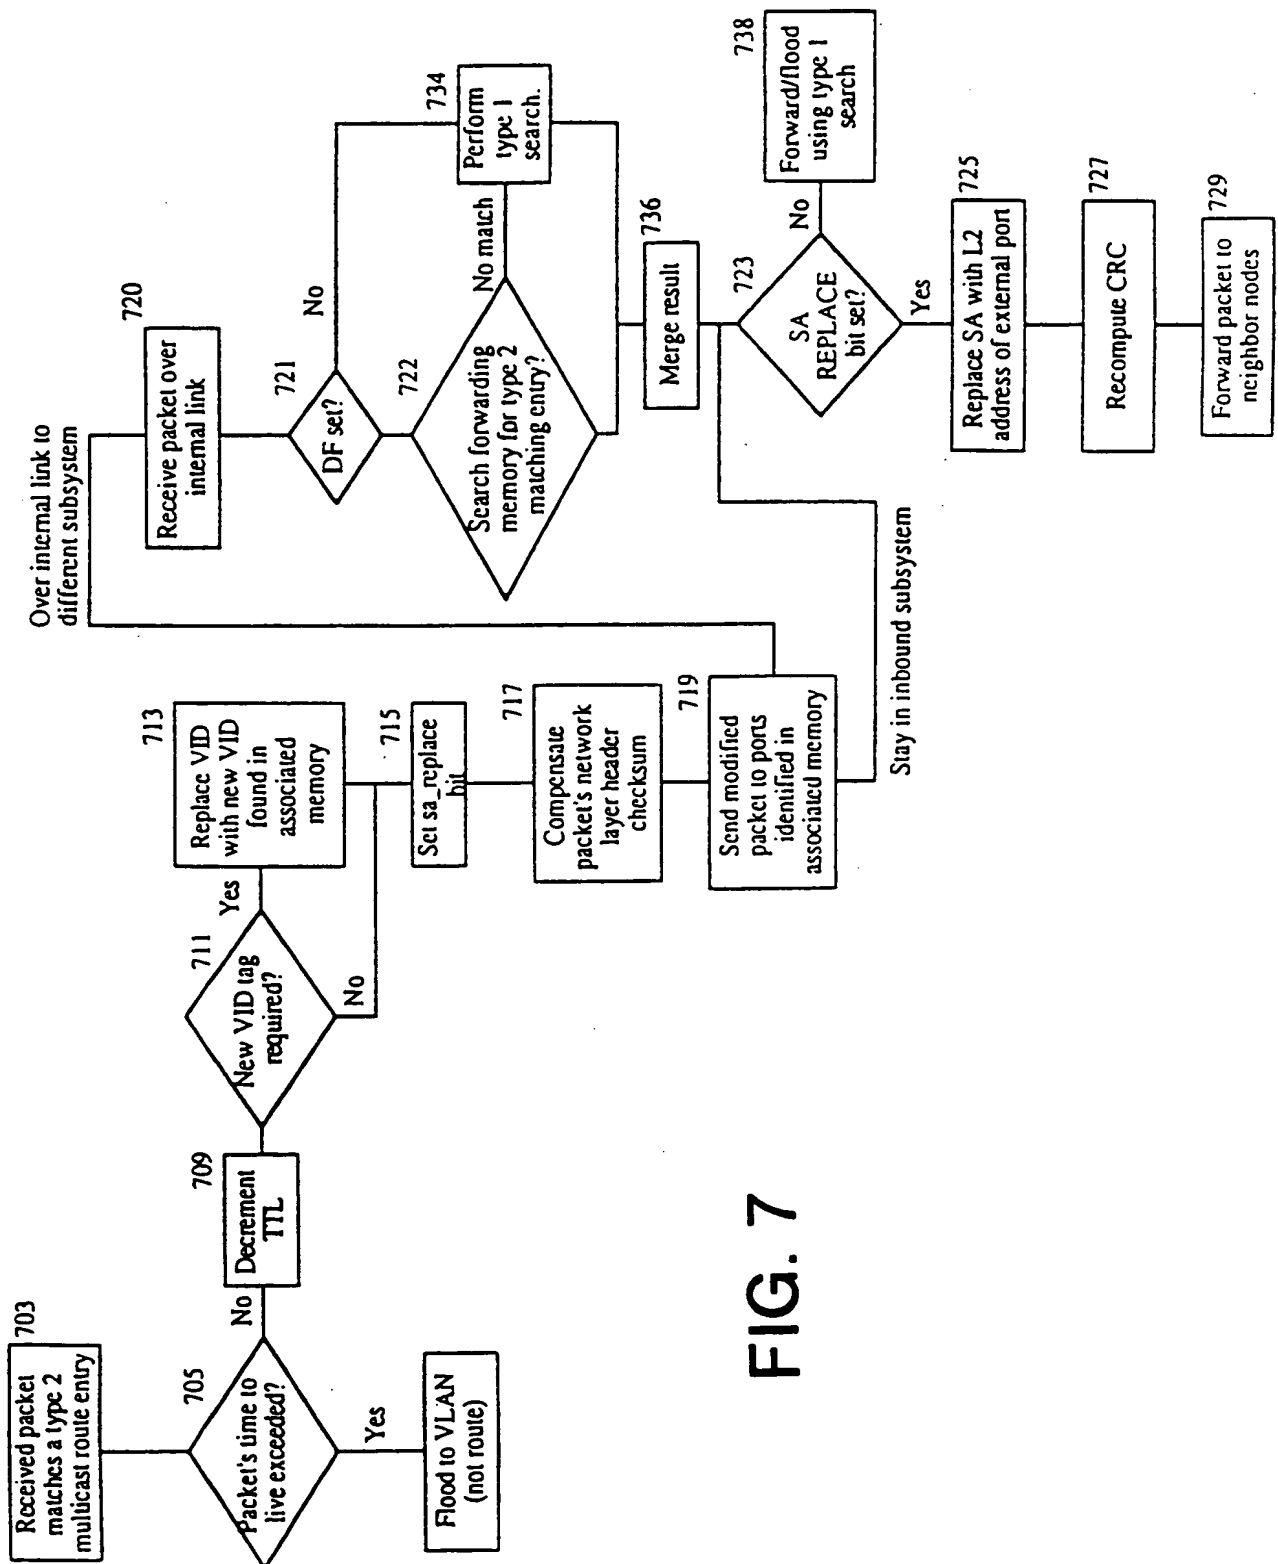 703
Received packet
matches a type 2
multicast route entry
705
Packet's time to
live exceeded?
Yes
Flood to VLAN
(not route)
No
709
Decrement
TTL
711
New VID tag
required?
Yes
No
713
Replace VID
with new VID
found in
associated
memory
715
Set sa_replace
bit
717
Compensate
packet's network
layer header
checksum
719
Send modified
packet to ports
identified in
associated memory
Over internal link to
different subsystem
Stay in inbound subsystem
720
Receive packet over
internal link
721
DF set?
No
722
Search forwarding
memory for type 2
matching entry?
No match
734
Perform
type 1
search.
736
Merge result
723
SA
REPLACE
bit set?
No
738
Forward/flood
using type 1
search
Yes
725
Replace SA with L2
address of external port
727
Recompute CRC
729
Forward packet to
neighbor nodes
FIG. 7